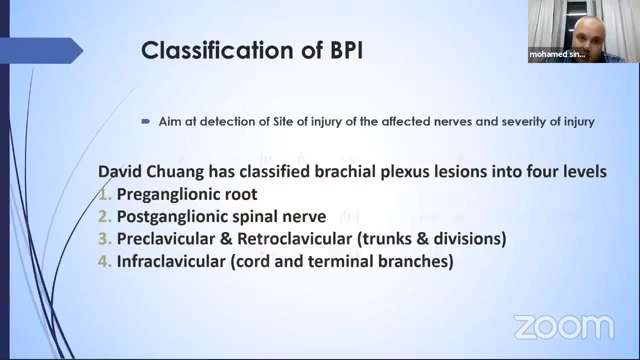 Classification of BPI
mohamed sin...
Aim at detection of Site of injury of the affected nerves and severity of injury
David Chuang has classified brachial plexus lesions into four levels
1. Preganglionic root
2. Postganglionic spinal nerve
3. Preclavicular & Retroclavicular (trunks & divisions)
4. Infraclavicular (cord and terminal branches)
zoom